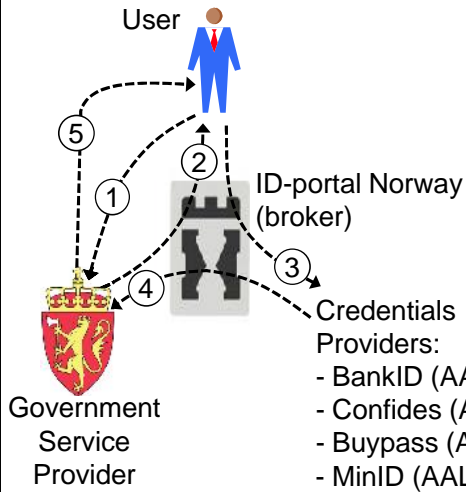 User
5
2
1
ID-portal Norway
(broker)
3
4
Credentials
Providers:
- BankID (AA
- Confides (A
- Buypass (A
- MinID (AAL
Government
Service
Provider